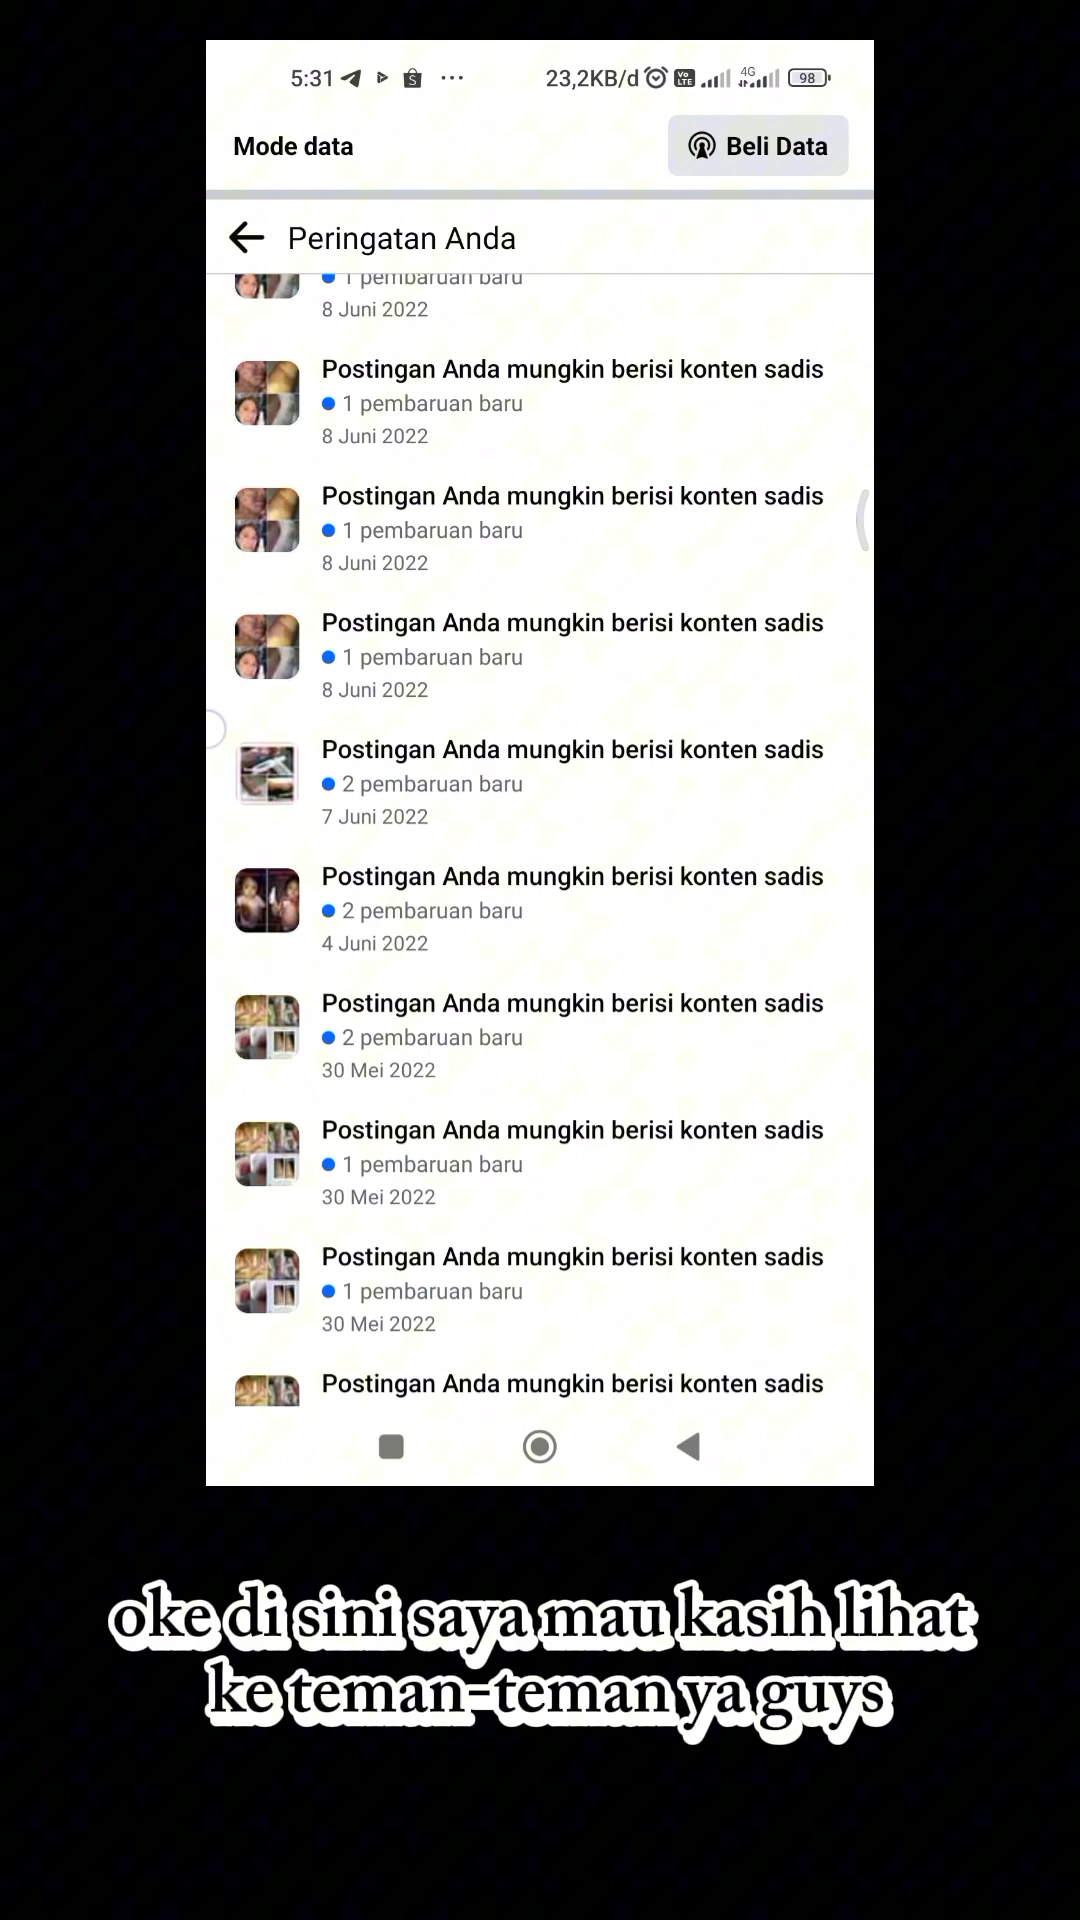 5:31
23,2KB/d
Vo LTE
4G
98
Mode data
Beli Data
Peringatan Anda
1 pembaruan baru
8 Juni 2022
Postingan Anda mungkin berisi konten sadis
1 pembaruan baru
8 Juni 2022
Postingan Anda mungkin berisi konten sadis
1 pembaruan baru
8 Juni 2022
Postingan Anda mungkin berisi konten sadis
1 pembaruan baru
8 Juni 2022
Postingan Anda mungkin berisi konten sadis
2 pembaruan baru
7 Juni 2022
Postingan Anda mungkin berisi konten sadis
2 pembaruan baru
4 Juni 2022
Postingan Anda mungkin berisi konten sadis
2 pembaruan baru
30 Mei 2022
Postingan Anda mungkin berisi konten sadis
1 pembaruan baru
30 Mei 2022
Postingan Anda mungkin berisi konten sadis
1 pembaruan baru
30 Mei 2022
Postingan Anda mungkin berisi konten sadis
oke di sini saya mau kasih lihat
ke teman-teman ya guys